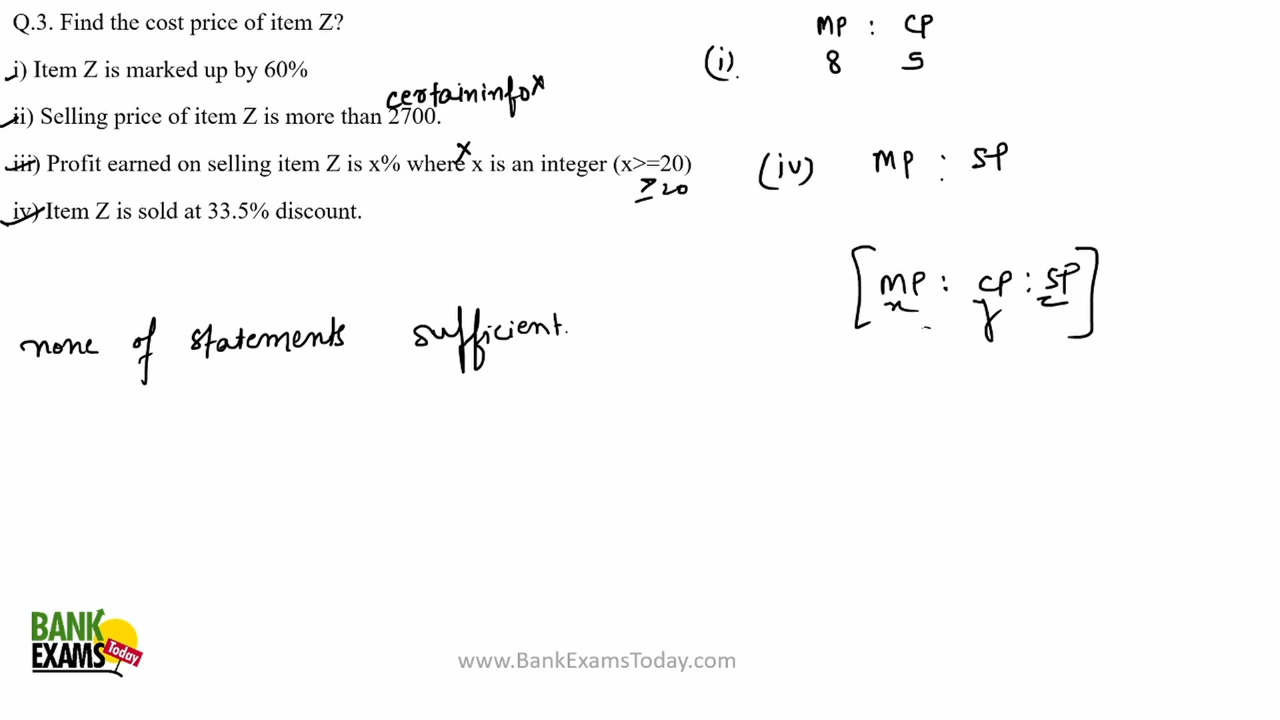 Q.3. Find the cost price of item Z?
i) Item Z is marked up by 60%
certain info x
ii) Selling price of item Z is more than 2700.
x
iii) Profit earned on selling item Z is x% where x is an integer (x>=20)
≥ 20
iv) Item Z is sold at 33.5% discount.
none of statements sufficient.
MP : CP
(i) 8 5
(iv) MP : SP
[MP : CP : SP]
x y z
BANK
EXAMS Today
www.BankExamsToday.com